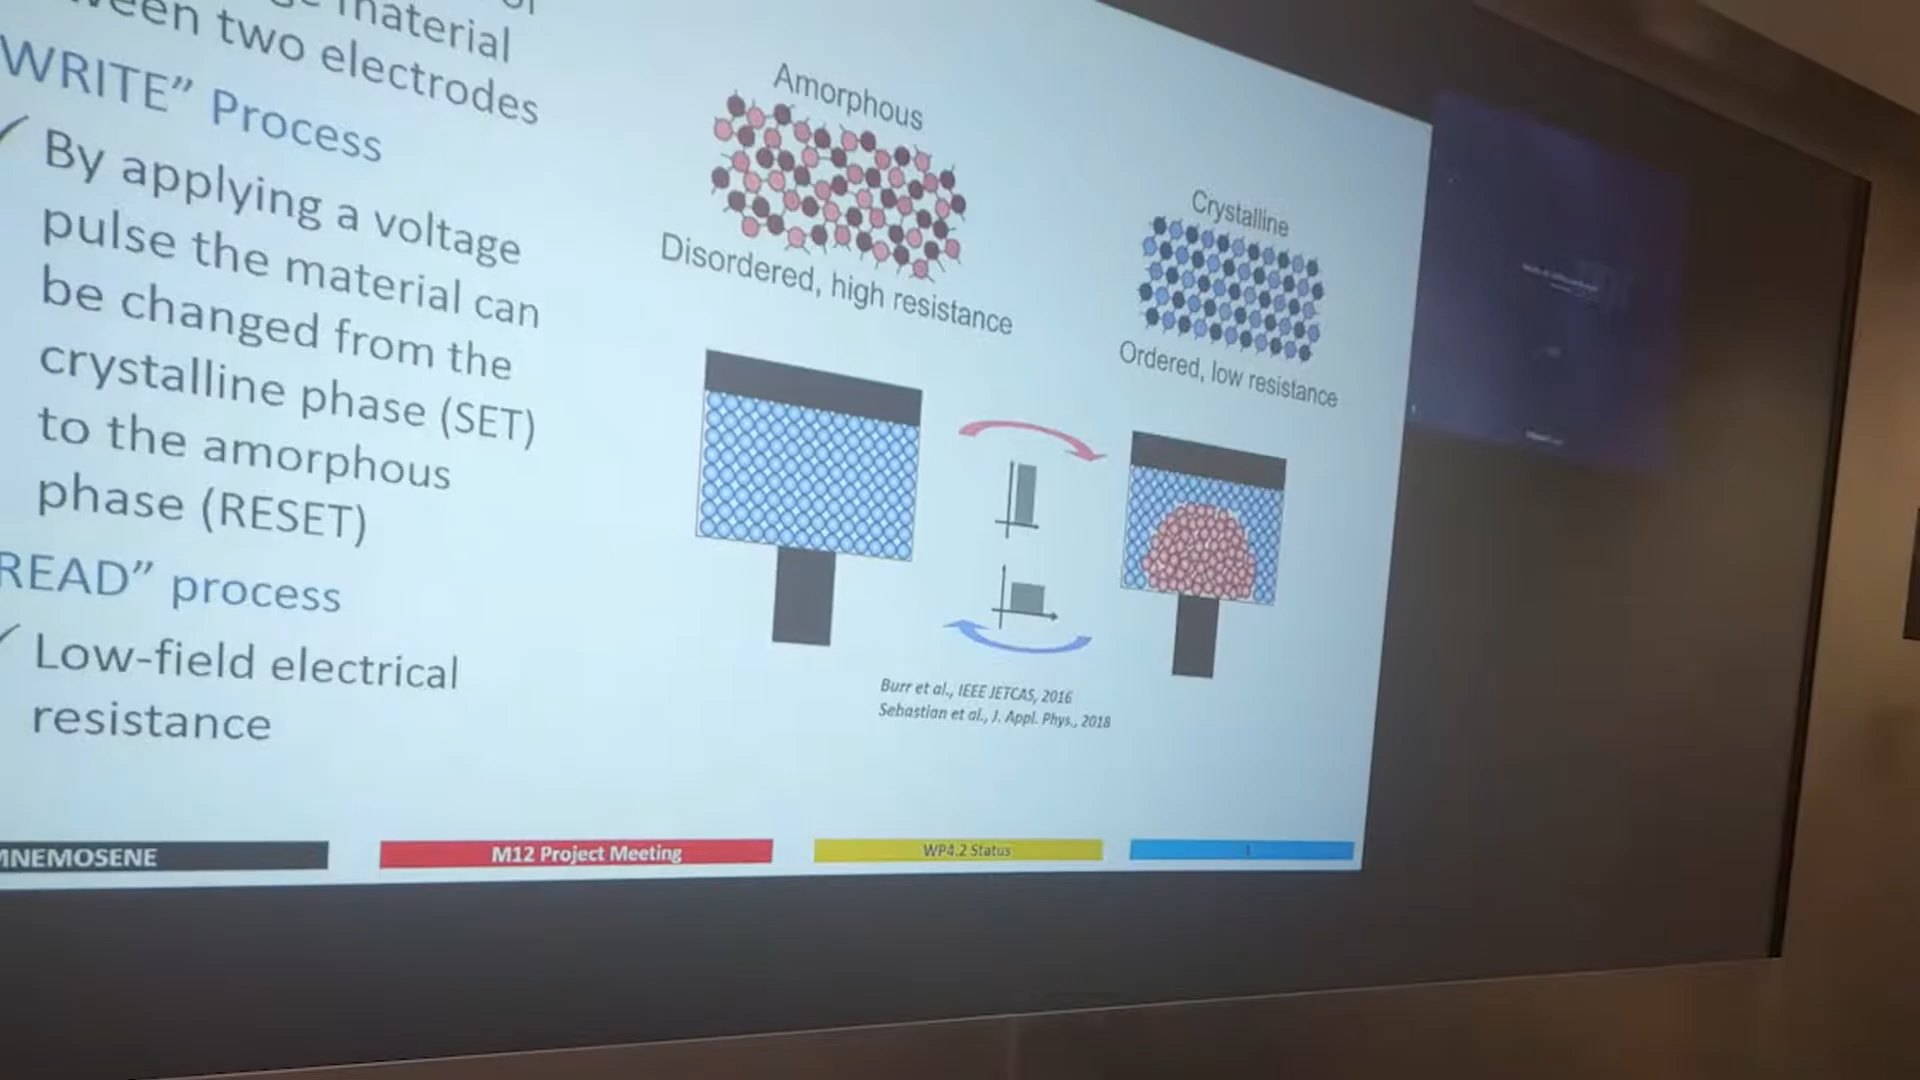 material
two electrodes
WRITE” Process
✓ By applying a voltage
pulse the material can
be changed from the
crystalline phase (SET)
to the amorphous
phase (RESET)
READ” process
✓ Low-field electrical
resistance
Amorphous
Disordered, high resistance
Crystalline
Ordered, low resistance
Burr et al., IEEE JETCAS, 2016
Sebastian et al., J. Appl. Phys., 2018
MNEMOSENE
M12 Project Meeting
WP4.2 Status